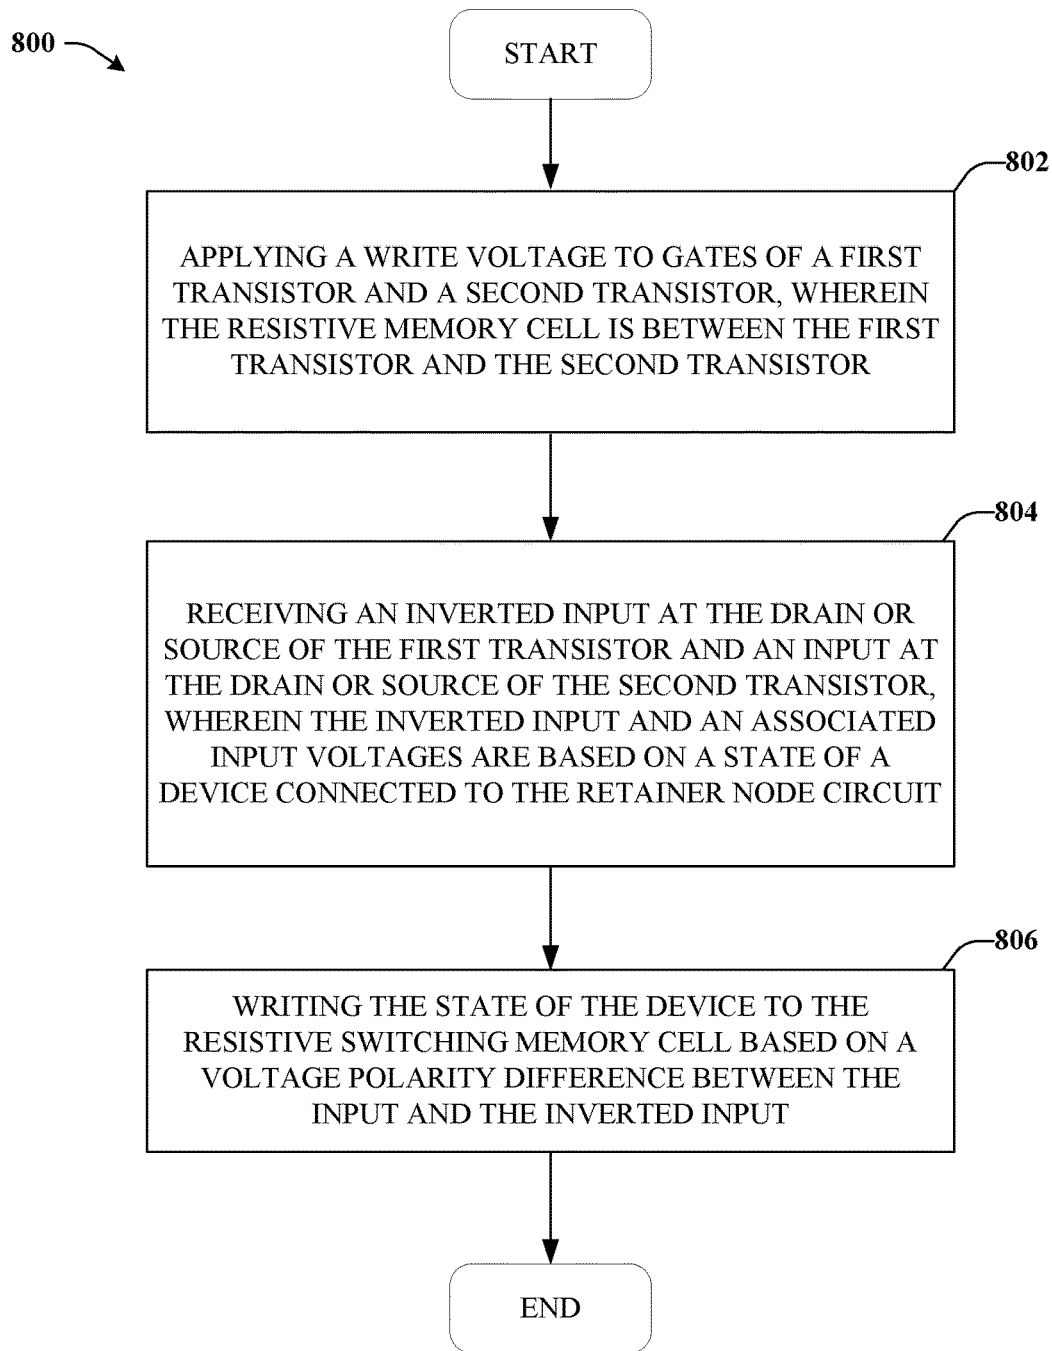 800
START
802
APPLYING A WRITE VOLTAGE TO GATES OF A FIRST
TRANSISTOR AND A SECOND TRANSISTOR, WHEREIN
THE RESISTIVE MEMORY CELL IS BETWEEN THE FIRST
TRANSISTOR AND THE SECOND TRANSISTOR
804
RECEIVING AN INVERTED INPUT AT THE DRAIN OR
SOURCE OF THE FIRST TRANSISTOR AND AN INPUT AT
THE DRAIN OR SOURCE OF THE SECOND TRANSISTOR,
WHEREIN THE INVERTED INPUT AND AN ASSOCIATED
INPUT VOLTAGES ARE BASED ON A STATE OF A
DEVICE CONNECTED TO THE RETAINER NODE CIRCUIT
806
WRITING THE STATE OF THE DEVICE TO THE
RESISTIVE SWITCHING MEMORY CELL BASED ON A
VOLTAGE POLARITY DIFFERENCE BETWEEN THE
INPUT AND THE INVERTED INPUT
END